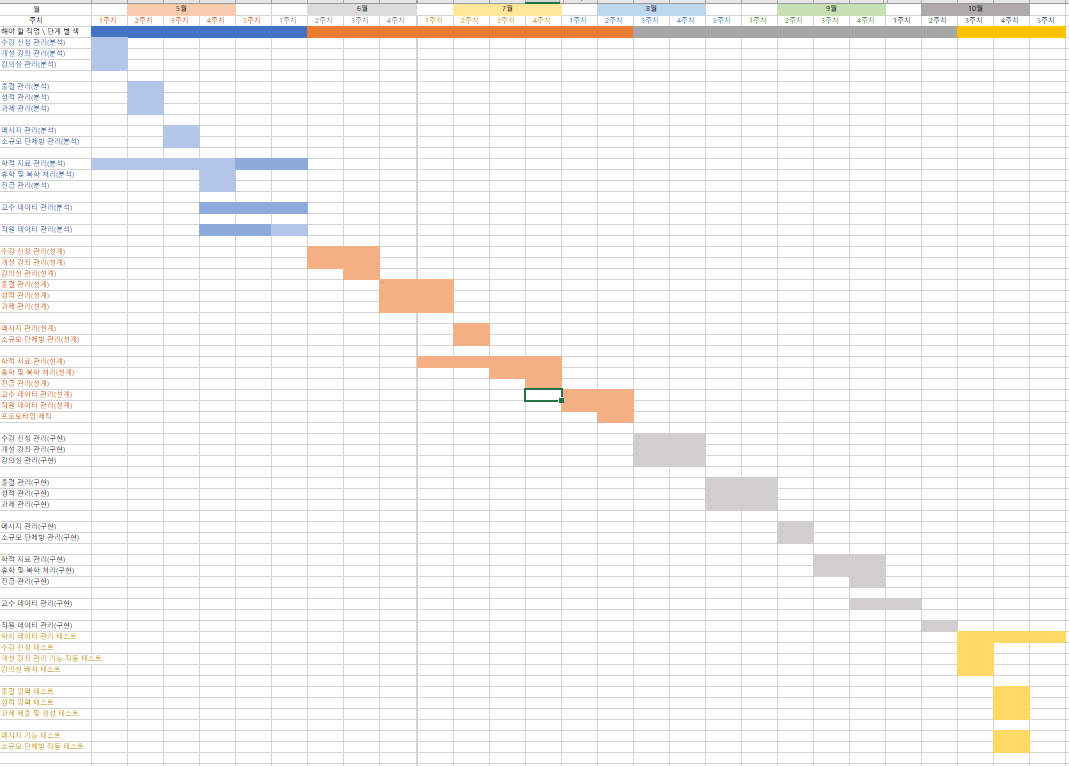 월 5월 6월 7월 8월 9월 10월
주차 1주차 2주차 3주차 4주차 5주차 1주차 2주차 3주차 4주차 1주차 2주차 3주차 4주차 1주차 2주차 3주차 4주차 1주차 2주차 3주차 4주차 1주차 2주차 3주차 4주차 5주차
해야 할 작업 \ 단계 별 색
수강 신청 관리(분석)
개설 강좌 관리(분석)
강의실 관리(분석)
출결 관리(분석)
성적 관리(분석)
과제 관리(분석)
메시지 관리(분석)
소규모 단체방 관리(분석)
학적 자료 관리(분석)
휴학 및 복학 처리(분석)
진급 관리(분석)
교수 데이터 관리(분석)
직원 데이터 관리(분석)
수강 신청 관리(설계)
개설 강좌 관리(설계)
강의실 관리(설계)
출결 관리(설계)
성적 관리(설계)
과제 관리(설계)
메시지 관리(설계)
소규모 단체방 관리(설계)
학적 자료 관리(설계)
휴학 및 복학 처리(설계)
진급 관리(설계)
교수 데이터 관리(설계)
직원 데이터 관리(설계)
프로토타입 제작
수강 신청 관리(구현)
개설 강좌 관리(구현)
강의실 관리(구현)
출결 관리(구현)
성적 관리(구현)
과제 관리(구현)
메시지 관리(구현)
소규모 단체방 관리(구현)
학적 자료 관리(구현)
휴학 및 복학 처리(구현)
진급 관리(구현)
교수 데이터 관리(구현)
직원 데이터 관리(구현)
학사 데이터 관리 테스트
수강 신청 테스트
개설 강좌 관리 기능 작동 테스트
강의실 배치 테스트
출결 입력 테스트
성적 입력 테스트
과제 제출 및 생성 테스트
메시지 기능 테스트
소규모 단체방 작동 테스트